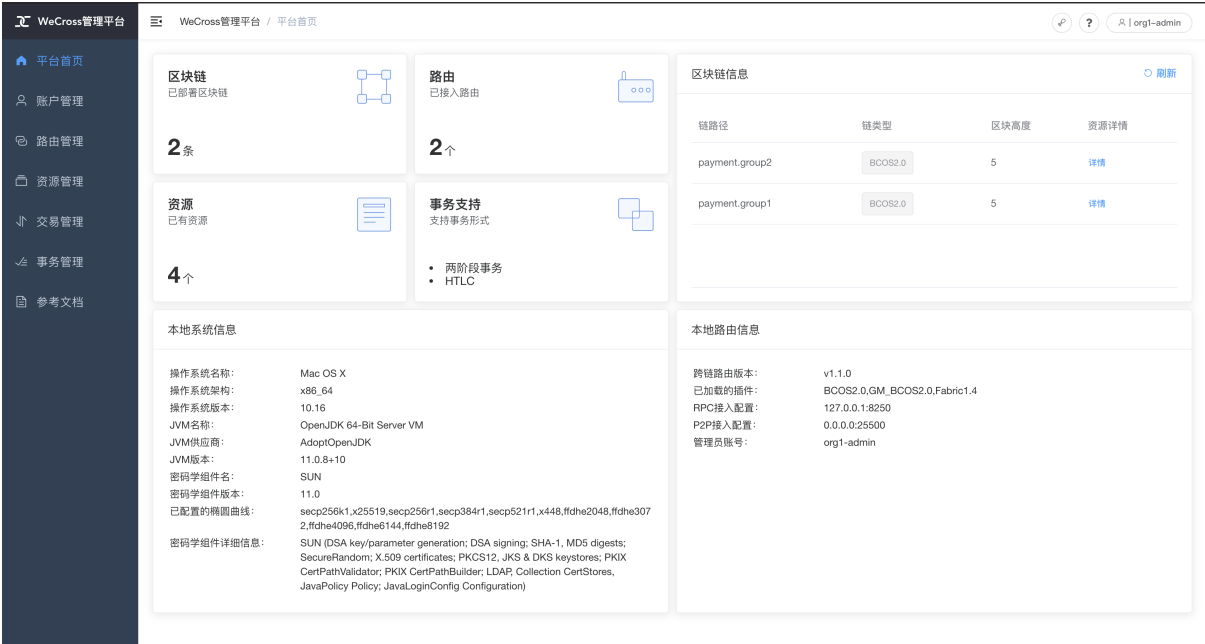 WeCross管理平台
WeCross管理平台 / 平台首页
?
org1-admin
平台首页
账户管理
路由管理
资源管理
交易管理
事务管理
参考文档
区块链
已部署区块链
2条
路由
已接入路由
2个
资源
已有资源
4个
事务支持
支持事务形式
• 两阶段事务
• HTLC
区块链信息
刷新
链路径 链类型 区块高度 资源详情
payment.group2 BCOS2.0 5 详情
payment.group1 BCOS2.0 5 详情
本地系统信息
操作系统名称: Mac OS X
操作系统架构: x86_64
操作系统版本: 10.16
JVM名称: OpenJDK 64-Bit Server VM
JVM供应商: AdoptOpenJDK
JVM版本: 11.0.8+10
密码学组件名: SUN
密码学组件版本: 11.0
已配置的椭圆曲线: secp256k1,x25519,secp256r1,secp384r1,secp521r1,x448,ffdhe2048,ffdhe307
2,ffdhe4096,ffdhe6144,ffdhe8192
密码学组件详细信息: SUN (DSA key/parameter generation; DSA signing; SHA-1, MD5 digests;
SecureRandom; X.509 certificates; PKCS12, JKS & DKS keystores; PKIX
CertPathValidator; PKIX CertPathBuilder; LDAP, Collection CertStores,
JavaPolicy Policy; JavaLoginConfig Configuration)
本地路由信息
跨链路由版本: v1.1.0
已加载的插件: BCOS2.0,GM_BCOS2.0,Fabric1.4
RPC接入配置: 127.0.0.1:8250
P2P接入配置: 0.0.0.0:25500
管理员账号: org1-admin